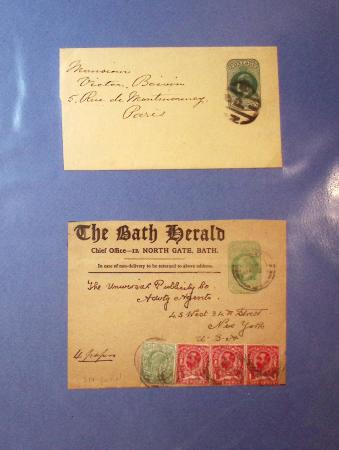 Monsieur
Victor Boivin
5, Rue de Montmorency
Paris
The Bath Herald
Chief Office—12, NORTH GATE, BATH.
In case of non-delivery to be returned to above address.
The Universal Publicity Co
Advtg Agents
45 West 34th Street
New York
U.S.A